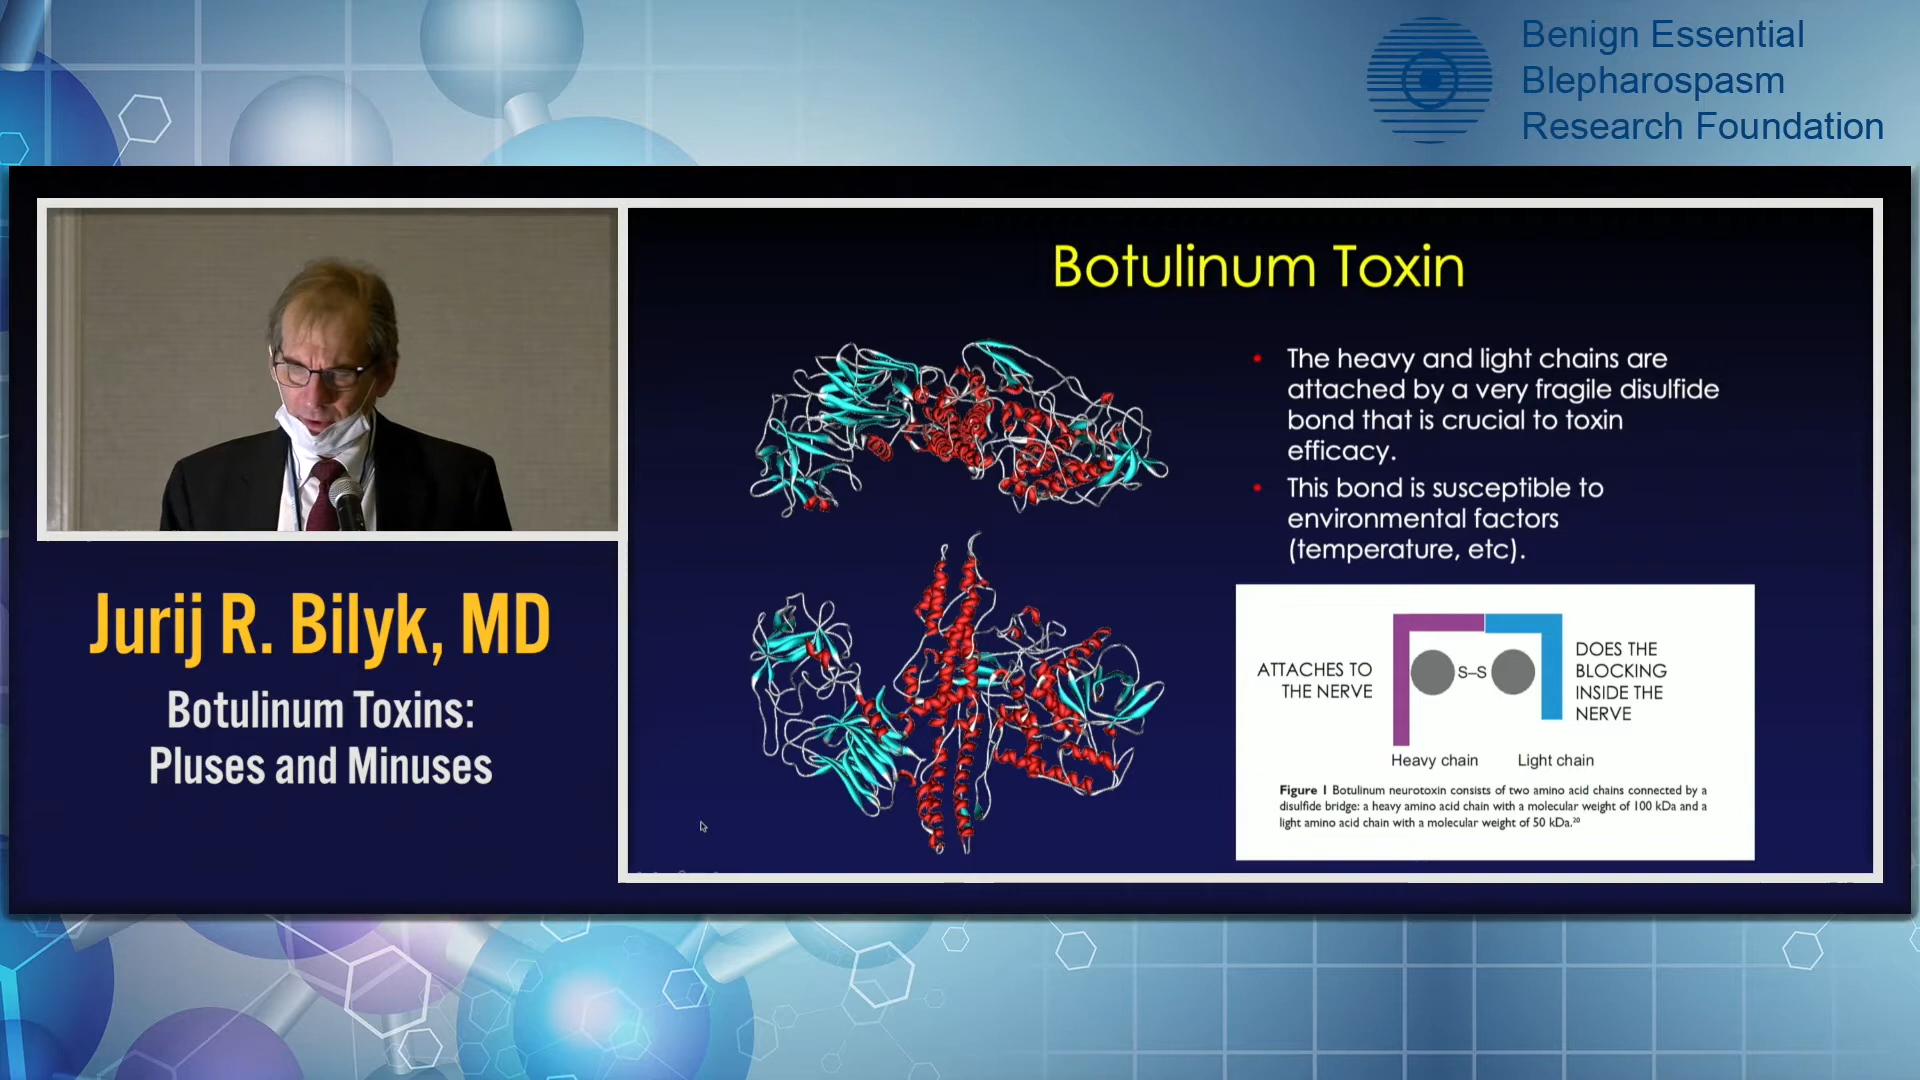 Benign Essential
Blepharospasm
Research Foundation
Jurij R. Bilyk, MD
Botulinum Toxins:
Pluses and Minuses
Botulinum Toxin
• The heavy and light chains are
attached by a very fragile disulfide
bond that is crucial to toxin
efficacy.
• This bond is susceptible to
environmental factors
(temperature, etc).
ATTACHES TO
THE NERVE
S–S
DOES THE
BLOCKING
INSIDE THE
NERVE
Heavy chain
Light chain
Figure 1 Botulinum neurotoxin consists of two amino acid chains connected by a
disulfide bridge: a heavy amino acid chain with a molecular weight of 100 kDa and a
light amino acid chain with a molecular weight of 50 kDa.20